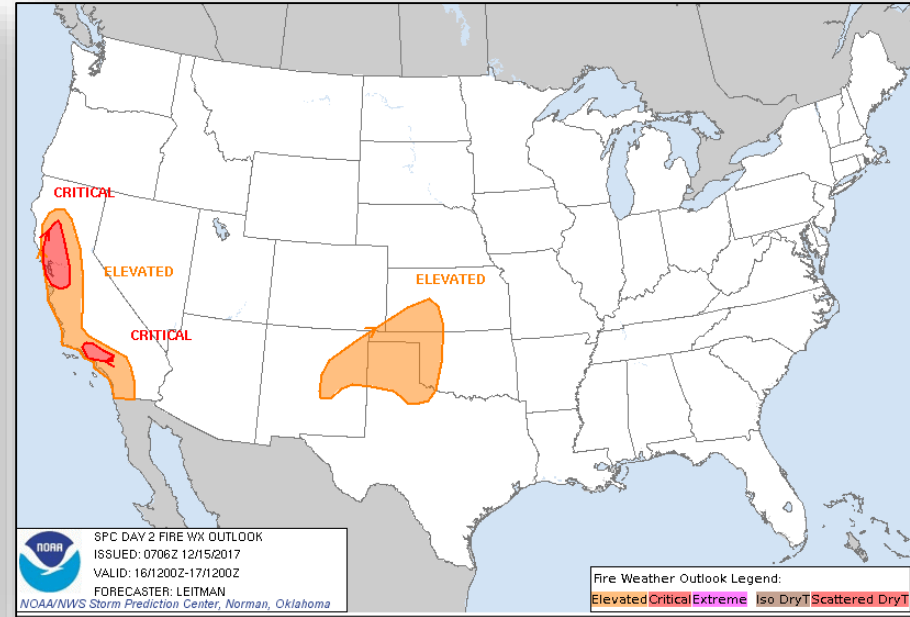 CRITICAL
ELEVATED
ELEVATED
CRITICAL
NOAA
SPC DAY 2 FIRE WX OUTLOOK
ISSUED: 0706Z 12/15/2017
VALID: 16/1200Z-17/1200Z
FORECASTER: LEITMAN
NOAA/NWS Storm Prediction Center, Norman, Oklahoma
Fire Weather Outlook Legend:
Elevated Critical Extreme Iso DryT Scattered DryT